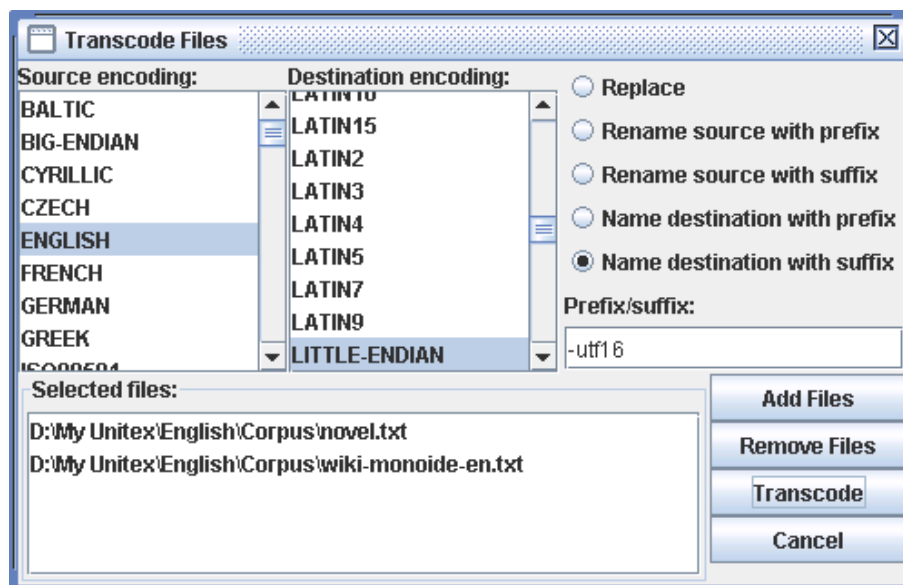 Transcode Files
Source encoding:
BALTIC
BIG-ENDIAN
CYRILLIC
CZECH
ENGLISH
FRENCH
GERMAN
GREEK
Destination encoding:
LATIN10
LATIN15
LATIN2
LATIN3
LATIN4
LATIN5
LATIN7
LATIN9
LITTLE-ENDIAN
Replace
Rename source with prefix
Rename source with suffix
Name destination with prefix
Name destination with suffix
Prefix/suffix:
-utf16
Selected files:
D:\My Unitex\English\Corpus\novel.txt
D:\My Unitex\English\Corpus\wiki-monoide-en.txt
Add Files
Remove Files
Transcode
Cancel